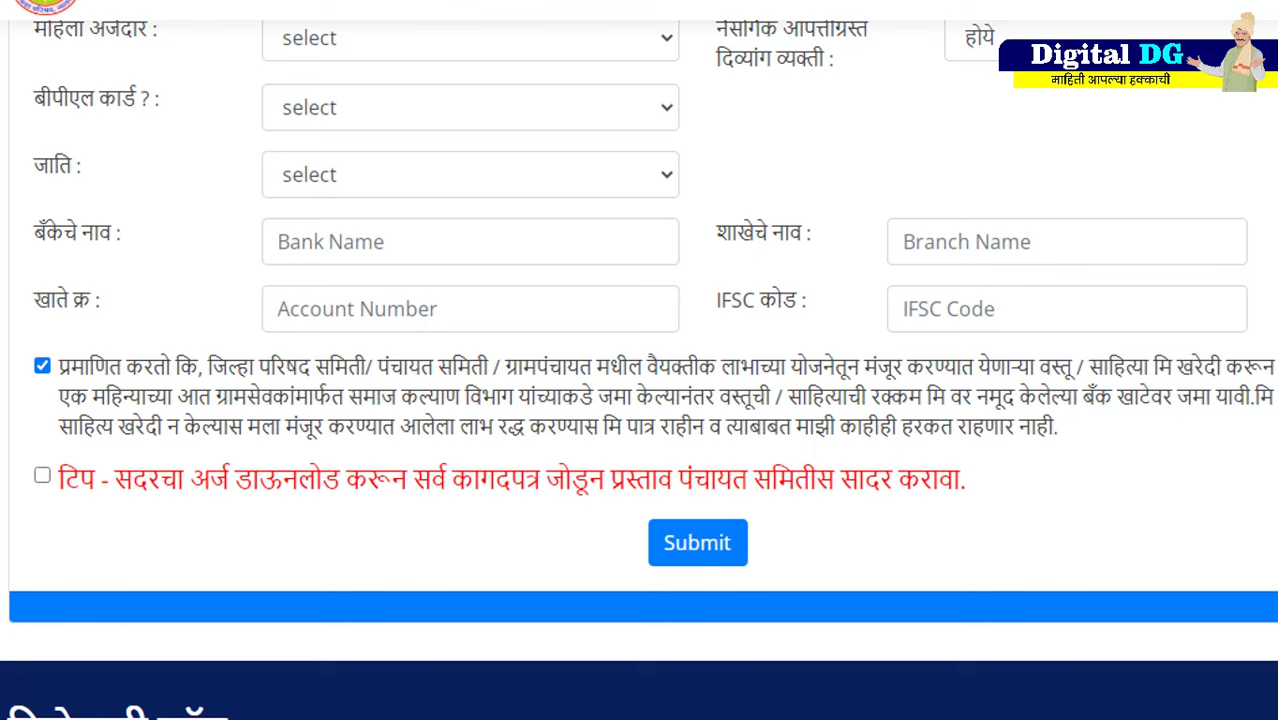 महिला अर्जदार :
select
नैसर्गिक आपत्तीग्रस्त
दिव्यांग व्यक्ती :
होये
Digital DG
माहिती आपल्या हक्काची
बीपीएल कार्ड ? :
select
जाति :
select
बँकेचे नाव :
Bank Name
शाखेचे नाव :
Branch Name
खाते क्र :
Account Number
IFSC कोड :
IFSC Code
प्रमाणित करतो कि, जिल्हा परिषद समिती/ पंचायत समिती / ग्रामपंचायत मधील वैयक्तीक लाभाच्या योजनेतून मंजूर करण्यात येणाऱ्या वस्तू / साहित्या मि खरेदी करून
एक महिन्याच्या आत ग्रामसेवकांमार्फत समाज कल्याण विभाग यांच्याकडे जमा केल्यानंतर वस्तूची / साहित्याची रक्कम मि वर नमूद केलेल्या बँक खाटेवर जमा यावी.मि
साहित्य खरेदी न केल्यास मला मंजूर करण्यात आलेला लाभ रद्ध करण्यास मि पात्र राहीन व त्याबाबत माझी काहीही हरकत राहणार नाही.
टिप - सदरचा अर्ज डाऊनलोड करून सर्व कागदपत्र जोडून प्रस्ताव पंचायत समितीस सादर करावा.
Submit